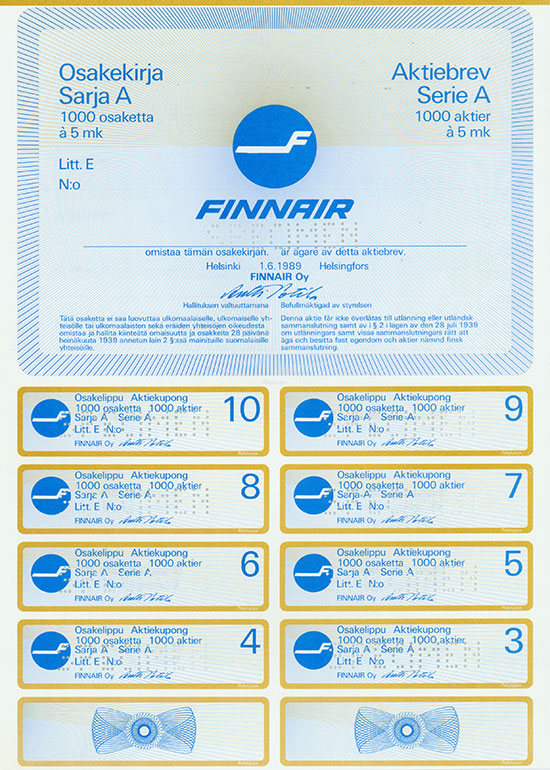 Osakekirja
Sarja A
1000 osaketta
à 5 mk
Litt. E
N:o
Aktiebrev
Serie A
1000 aktier
à 5 mk
F
FINNAIR
SPECIMEN
omistaa tämän osakekirjan. är ägare av detta aktiebrev.
Helsinki 1.6.1989 Helsingfors
FINNAIR Oy
Hallituksen valtuuttamana Befullmäktigad av styrelsen
Tätä osaketta ei saa luovuttaa ulkomaalaiselle, ulkomaiselle yh-
teisölle tai ulkomaalaisten sekä eräiden yhteisöjen oikeudesta
omistaa ja hallita kiinteätä omaisuutta ja osakkeita 28 päivänä
heinäkuuta 1939 annetun lain 2 §:ssä mainituille suomalaisille
yhteisöille.
Denna aktie får icke överlåtas till utlänning eller utländsk
sammanslutning samt av i § 2 i lagen av den 28 juli 1939
om utlänningars samt vissa sammanslutningars rätt att
äga och besitta fast egendom och aktier nämnd finsk
sammanslutning.
Osakelippu Aktiekupong 10
1000 osaketta 1000 aktier
Sarja A Serie A
Litt. E N:o
FINNAIR Oy
Osakelippu Aktiekupong 9
1000 osaketta 1000 aktier
Sarja A Serie A
Litt. E N:o
FINNAIR Oy
Osakelippu Aktiekupong 8
1000 osaketta 1000 aktier
Sarja A Serie A
Litt. E N:o
FINNAIR Oy
Osakelippu Aktiekupong 7
1000 osaketta 1000 aktier
Sarja A Serie A
Litt. E N:o
FINNAIR Oy
Osakelippu Aktiekupong 6
1000 osaketta 1000 aktier
Sarja A Serie A
Litt. E N:o
FINNAIR Oy
Osakelippu Aktiekupong 5
1000 osaketta 1000 aktier
Sarja A Serie A
Litt. E N:o
FINNAIR Oy
Osakelippu Aktiekupong 4
1000 osaketta 1000 aktier
Sarja A Serie A
Litt. E N:o
FINNAIR Oy
Osakelippu Aktiekupong 3
1000 osaketta 1000 aktier
Sarja A Serie A
Litt. E N:o
FINNAIR Oy